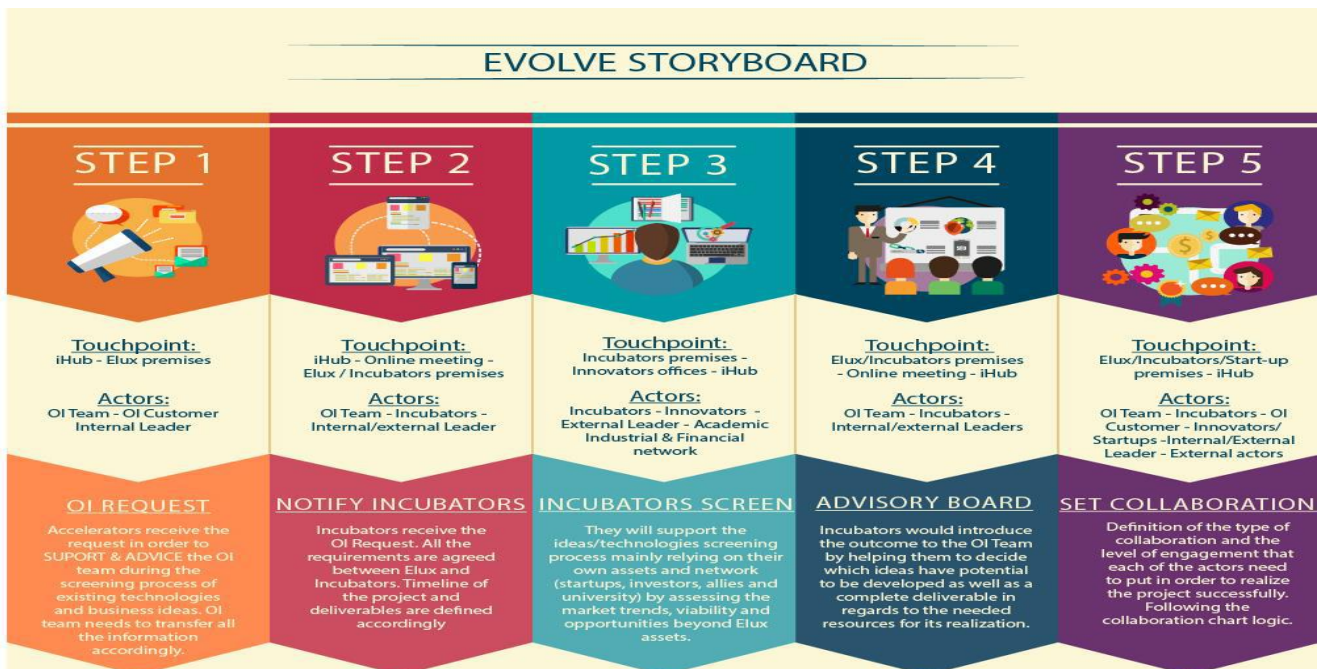 EVOLVE STORYBOARD
STEP 1
Touchpoint:
iHub - Elux premises
Actors:
OI Team - OI Customer
Internal Leader
OI REQUEST
Accelerators receive the
request in order to
SUPORT & ADVICE the OI
team during the
screening process of
existing technologies
and business ideas. OI
team needs to transfer all
the information
accordingly.
STEP 2
Touchpoint:
iHub - Online meeting -
Elux / Incubators premises
Actors:
OI Team - Incubators -
Internal/external Leader
NOTIFY INCUBATORS
Incubators receive the
OI Request. All the
requirements are agreed
between Elux and
Incubators. Timeline of
the project and
deliverables are defined
accordingly
STEP 3
Touchpoint:
Incubators premises -
Innovators offices - iHub
Actors:
Incubators - Innovators -
External Leader - Academic
Industrial & Financial
network
INCUBATORS SCREEN
They will support the
ideas/technologies screening
process mainly relying on their
own assets and network
(startups, investors, allies and
university) by assessing the
market trends, viability and
opportunities beyond Elux
assets.
STEP 4
Touchpoint:
Elux/Incubators premises
- Online meeting - iHub
Actors:
OI Team - Incubators -
Internal/external Leaders
ADVISORY BOARD
Incubators would introduce
the outcome to the OI Team
by helping them to decide
which ideas have potential
to be developed as well as a
complete deliverable in
regards to the needed
resources for its realization.
STEP 5
Touchpoint:
Elux/Incubators/Start-up
premises - iHub
Actors:
OI Team - Incubators - OI
Customer - Innovators/
Startups -Internal/External
Leader - External actors
SET COLLABORATION
Definition of the type of
collaboration and the
level of engagement that
each of the actors need
to put in order to realize
the project successfully.
Following the
collaboration chart logic.